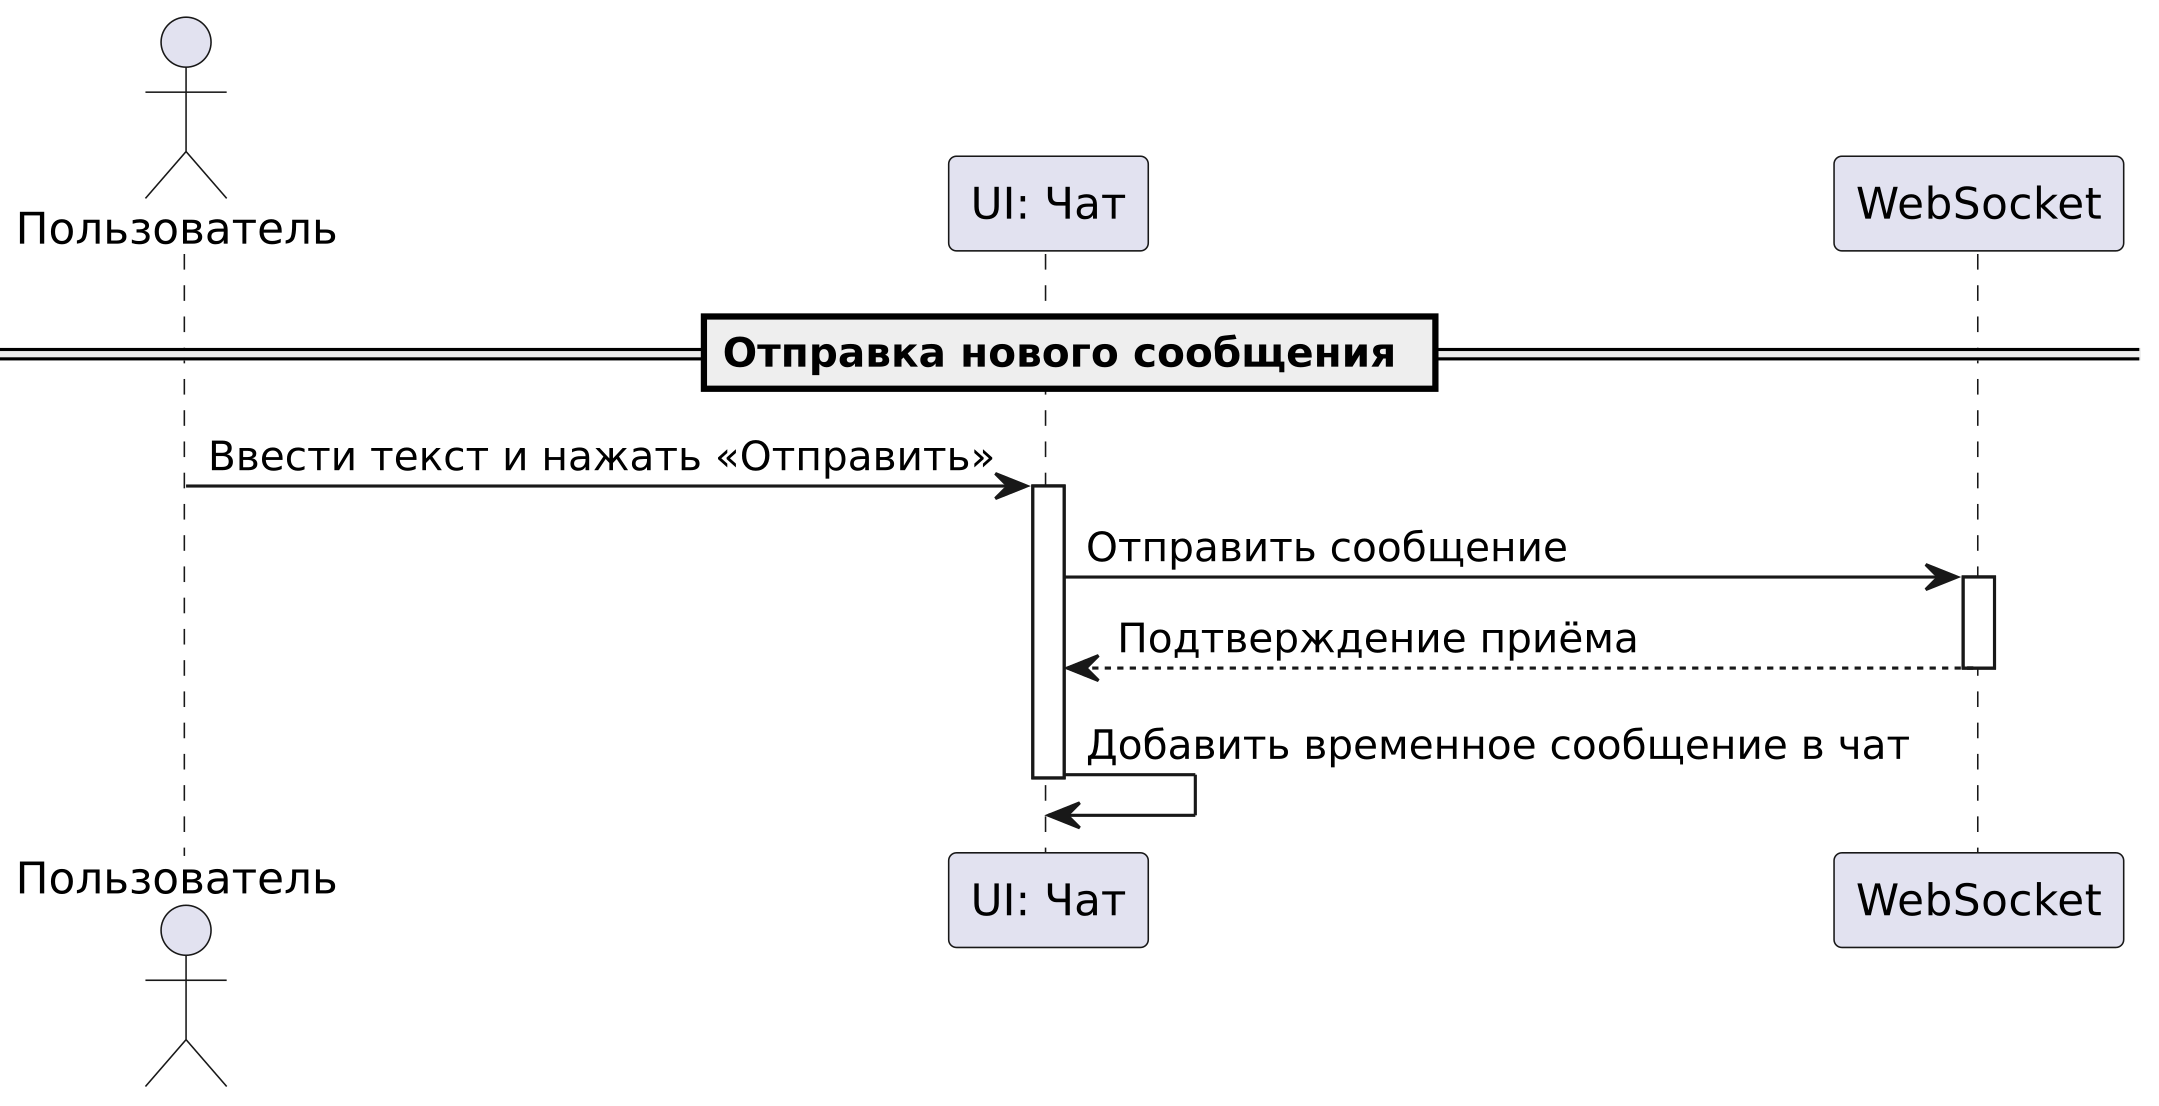 Пользователь
UI: Чат
WebSocket
Отправка нового сообщения
Ввести текст и нажать «Отправить»
Отправить сообщение
Подтверждение приёма
Добавить временное сообщение в чат
Пользователь
UI: Чат
WebSocket